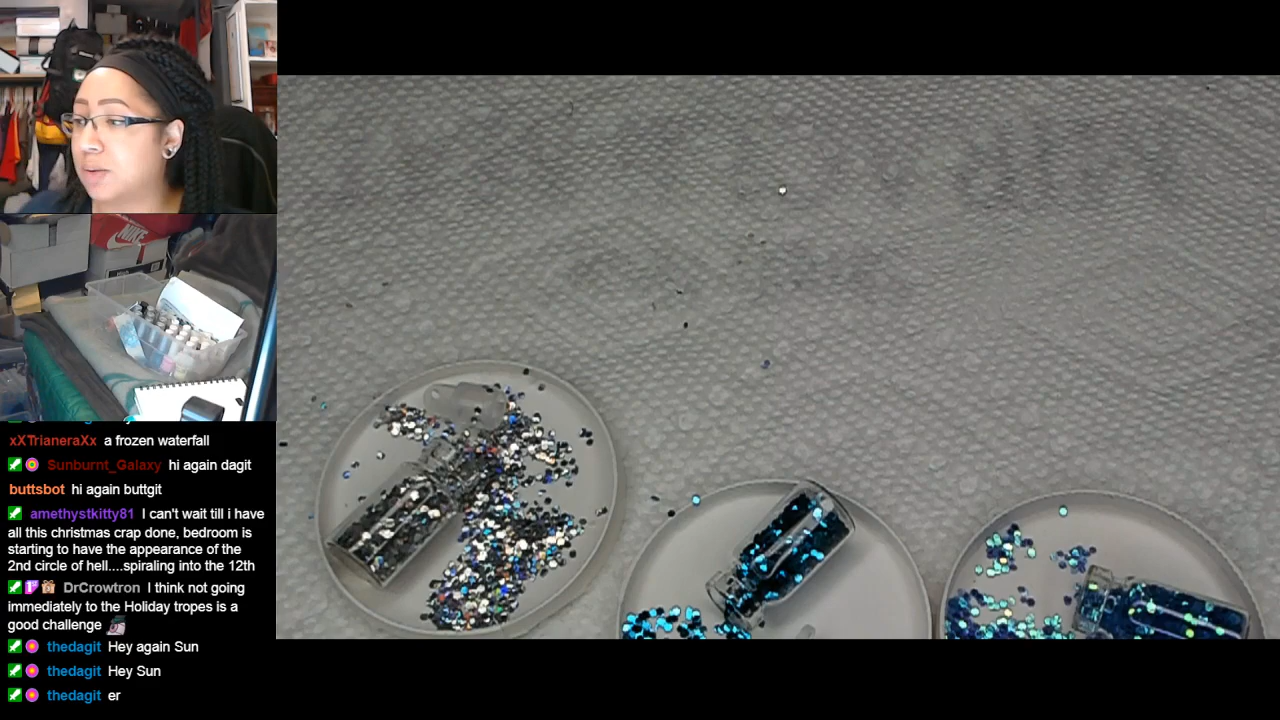 NIKE
xXTrianeraXx a frozen waterfall
Sunburnt_Galaxy hi again dagit
buttsbot hi again buttgit
amethystkitty81 I can't wait till i have
all this christmas crap done, bedroom is
starting to have the appearance of the
2nd circle of hell....spiraling into the 12th
DrCrowtron I think not going
immediately to the Holiday tropes is a
good challenge
thedagit Hey again Sun
thedagit Hey Sun
thedagit er